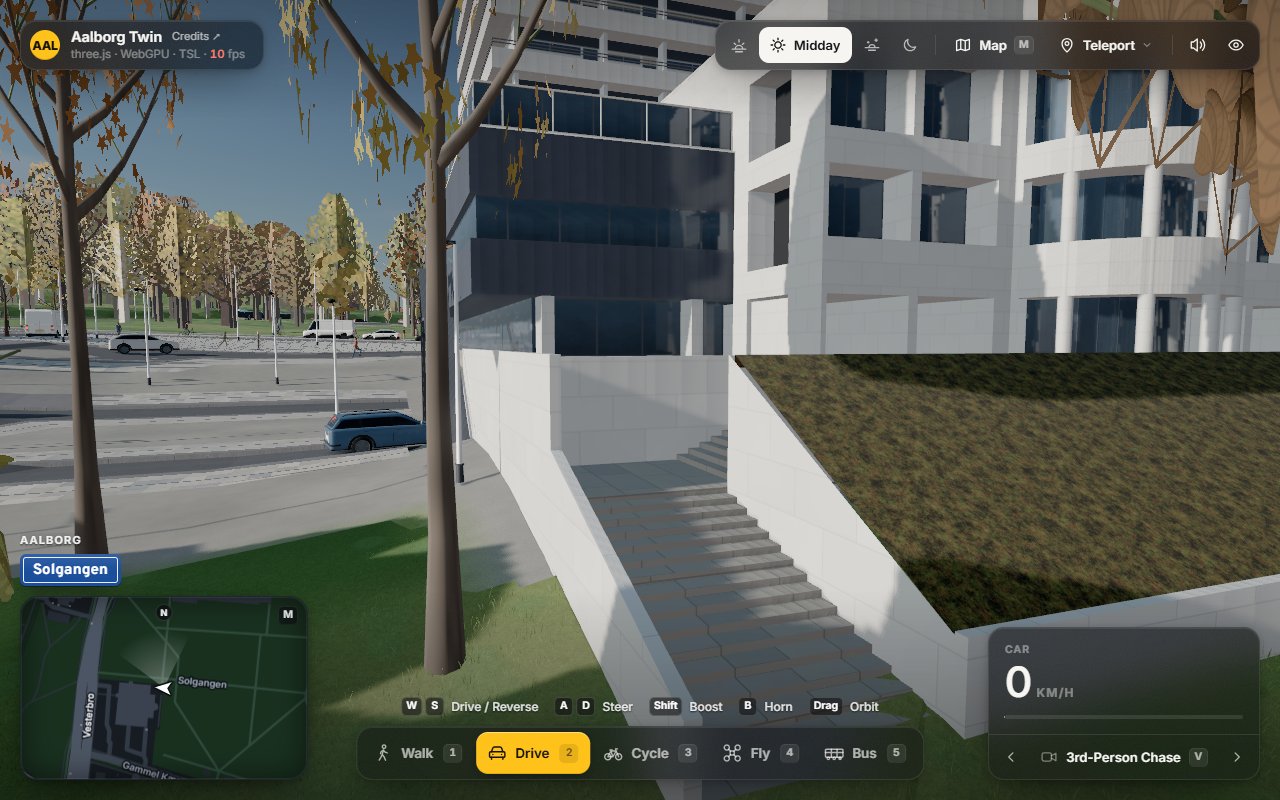 AAL
Aalborg Twin
Credits ↗
three.js · WebGPU · TSL · 10 fps
Midday
Map M
Teleport
AALBORG
Solgangen
N
M
Solgangen
Vesterbro
W S Drive / Reverse A D Steer Shift Boost B Horn Drag Orbit
Walk 1
Drive 2
Cycle 3
Fly 4
Bus 5
CAR
0 KM/H
3rd-Person Chase V